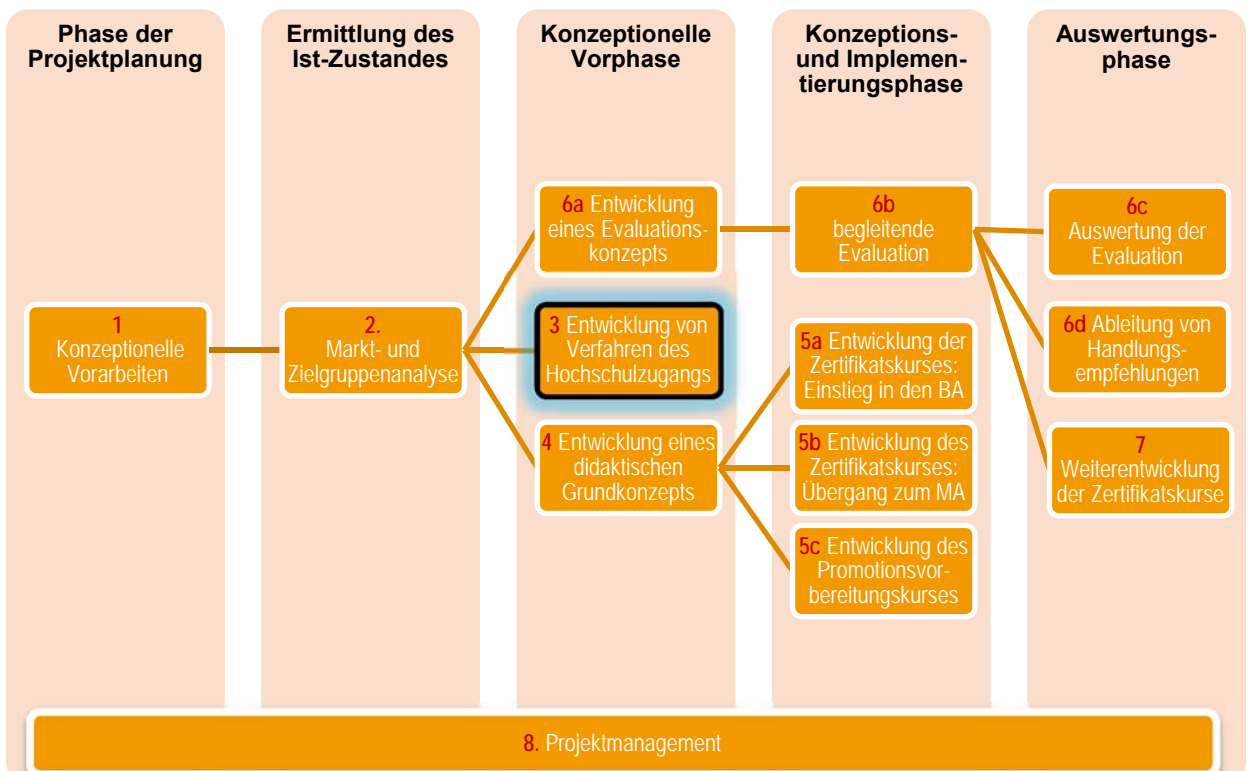 Phase der
Projektplanung
Ermittlung des
Ist-Zustandes
Konzeptionelle
Vorphase
Konzeptions-
und Implemen-
tierungsphase
Auswertungs-
phase
1
Konzeptionelle
Vorarbeiten
2.
Markt- und
Zielgruppenanalyse
6a Entwicklung
eines Evaluations-
konzepts
3 Entwicklung von
Verfahren des
Hochschulzugangs
4 Entwicklung eines
didaktischen
Grundkonzepts
6b
begleitende
Evaluation
5a Entwicklung der
Zertifikatskurses:
Einstieg in den BA
5b Entwicklung des
Zertifikatskurses:
Übergang zum MA
5c Entwicklung des
Promotionsvor-
bereitungskurses
6c
Auswertung der
Evaluation
6d Ableitung von
Handlungs-
empfehlungen
7
Weiterentwicklung
der Zertifikatskurse
8. Projektmanagement